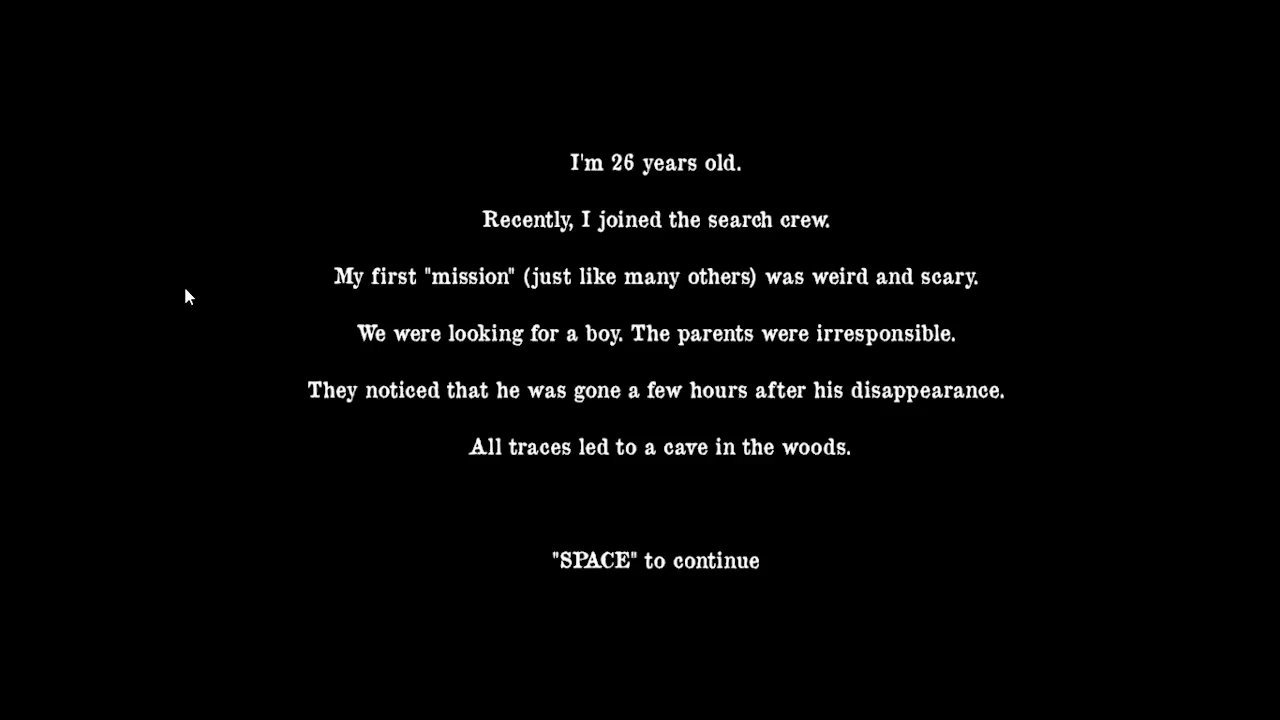 I'm 26 years old.
Recently, I joined the search crew.
My first "mission" (just like many others) was weird and scary.
We were looking for a boy. The parents were irresponsible.
They noticed that he was gone a few hours after his disappearance.
All traces led to a cave in the woods.
"SPACE" to continue